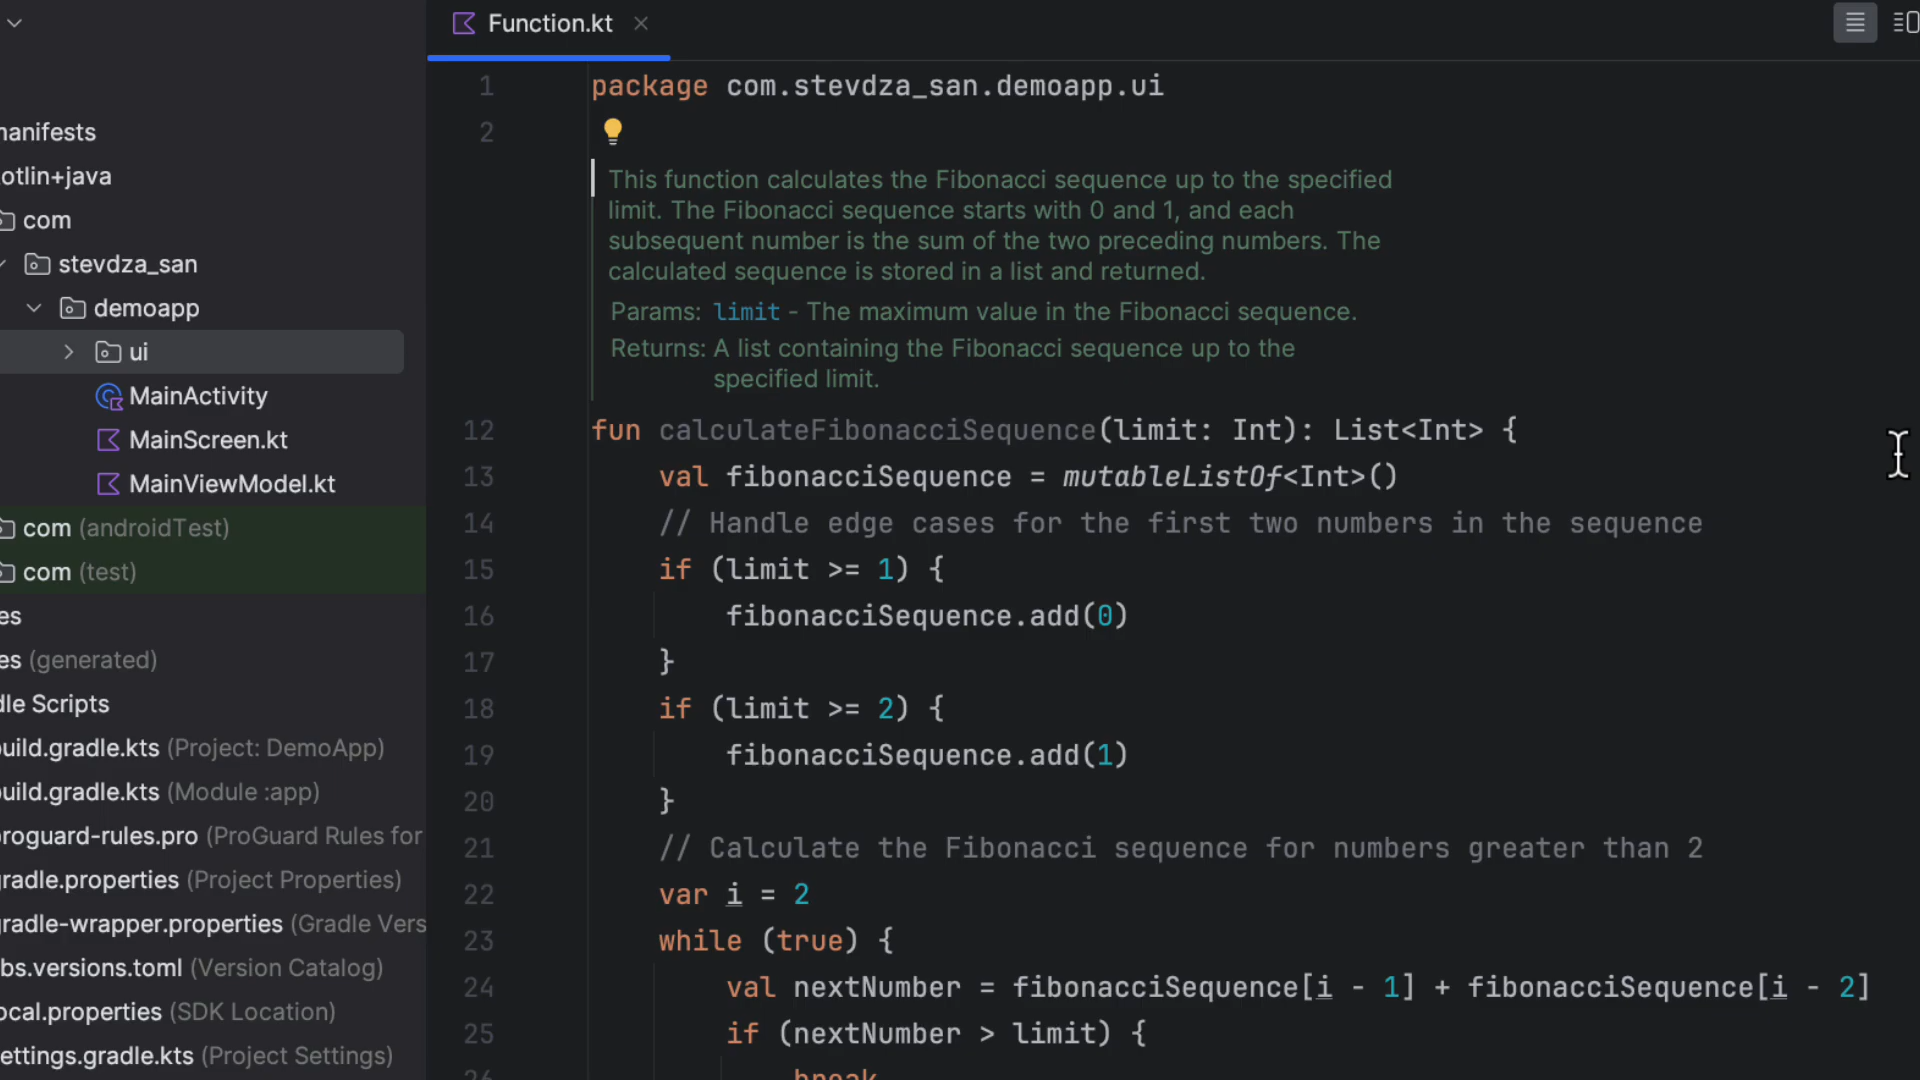 Function.kt
manifests
otlin+java
com
stevdza_san
demoapp
ui
MainActivity
MainScreen.kt
MainViewModel.kt
com (androidTest)
com (test)
es
es (generated)
dle Scripts
build.gradle.kts (Project: DemoApp)
build.gradle.kts (Module :app)
proguard-rules.pro (ProGuard Rules for
gradle.properties (Project Properties)
gradle-wrapper.properties (Gradle Vers
bs.versions.toml (Version Catalog)
ocal.properties (SDK Location)
ettings.gradle.kts (Project Settings)
1 package com.stevdza_san.demoapp.ui
2
This function calculates the Fibonacci sequence up to the specified
limit. The Fibonacci sequence starts with 0 and 1, and each
subsequent number is the sum of the two preceding numbers. The
calculated sequence is stored in a list and returned.
Params: limit - The maximum value in the Fibonacci sequence.
Returns: A list containing the Fibonacci sequence up to the
specified limit.
12 fun calculateFibonacciSequence(limit: Int): List<Int> {
13 val fibonacciSequence = mutableListOf<Int>()
14 // Handle edge cases for the first two numbers in the sequence
15 if (limit >= 1) {
16 fibonacciSequence.add(0)
17 }
18 if (limit >= 2) {
19 fibonacciSequence.add(1)
20 }
21 // Calculate the Fibonacci sequence for numbers greater than 2
22 var i = 2
23 while (true) {
24 val nextNumber = fibonacciSequence[i - 1] + fibonacciSequence[i - 2]
25 if (nextNumber > limit) {
26 break